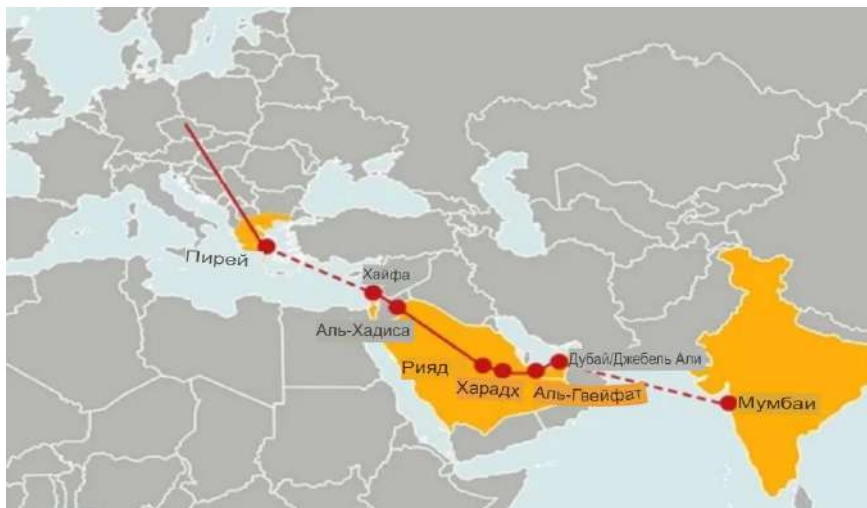 Пирей
Хайфа
Аль-Хадиса
Рияд
Харадх
Аль-Гвейфат
Дубай/Джебель Али
Мумбаи